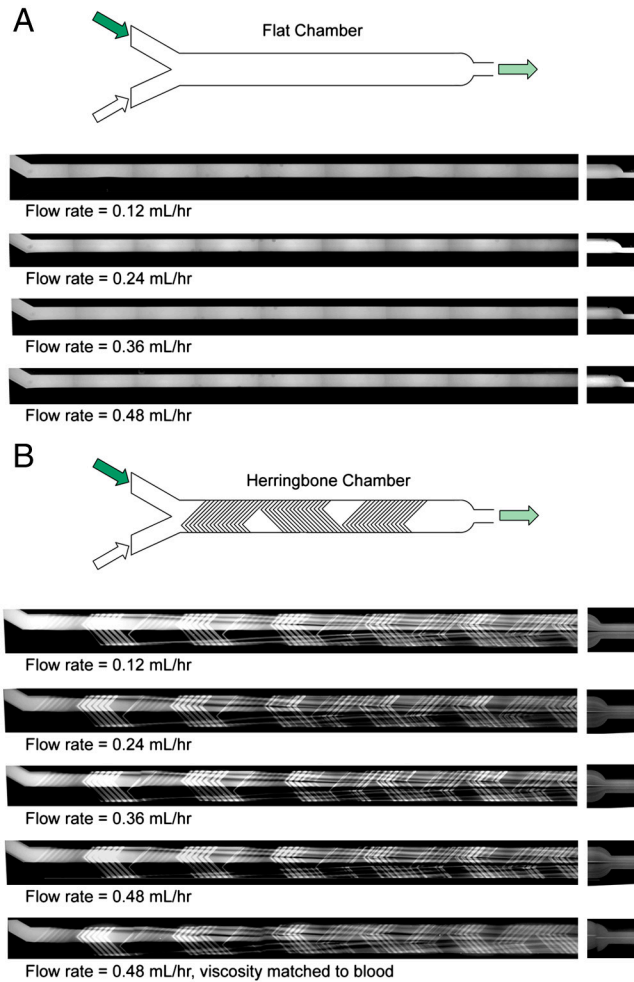 A
Flat Chamber
Flow rate = 0.12 mL/hr
Flow rate = 0.24 mL/hr
Flow rate = 0.36 mL/hr
Flow rate = 0.48 mL/hr
B
Herringbone Chamber
Flow rate = 0.12 mL/hr
Flow rate = 0.24 mL/hr
Flow rate = 0.36 mL/hr
Flow rate = 0.48 mL/hr
Flow rate = 0.48 mL/hr, viscosity matched to blood